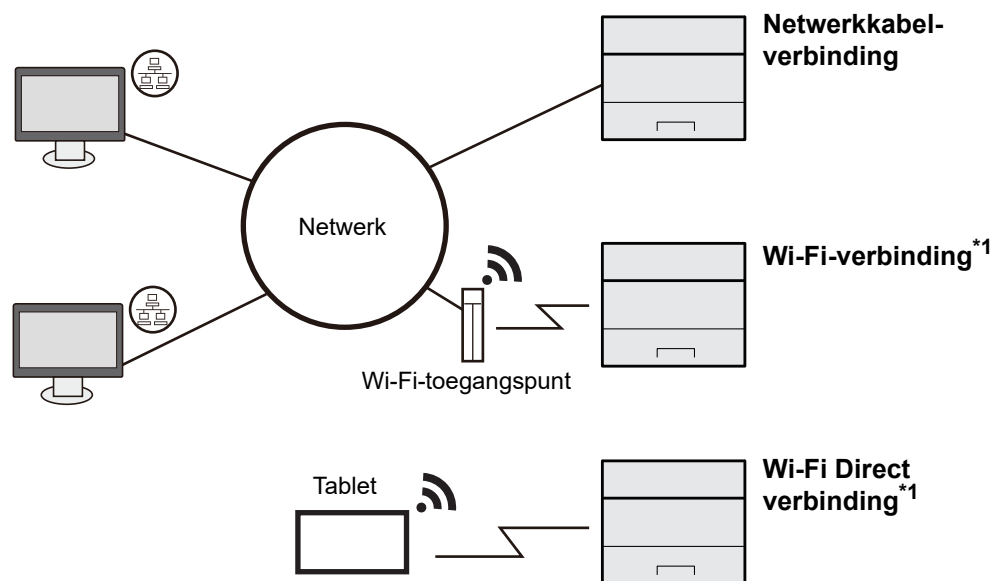 Netwerkkabel-
verbinding
Netwerk
Wi-Fi-verbinding*1
Wi-Fi-toegangspunt
Wi-Fi Direct
verbinding*1
Tablet